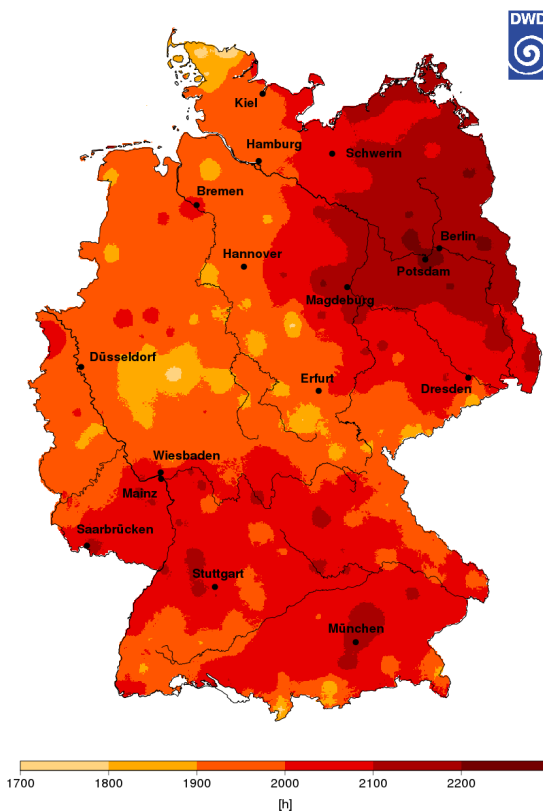 DWD
Kiel
Hamburg
Schwerin
Bremen
Berlin
Hannover
Potsdam
Magdeburg
Düsseldorf
Erfurt
Dresden
Wiesbaden
Mainz
Saarbrücken
Stuttgart
München
1700 1800 1900 2000 2100 2200
[h]